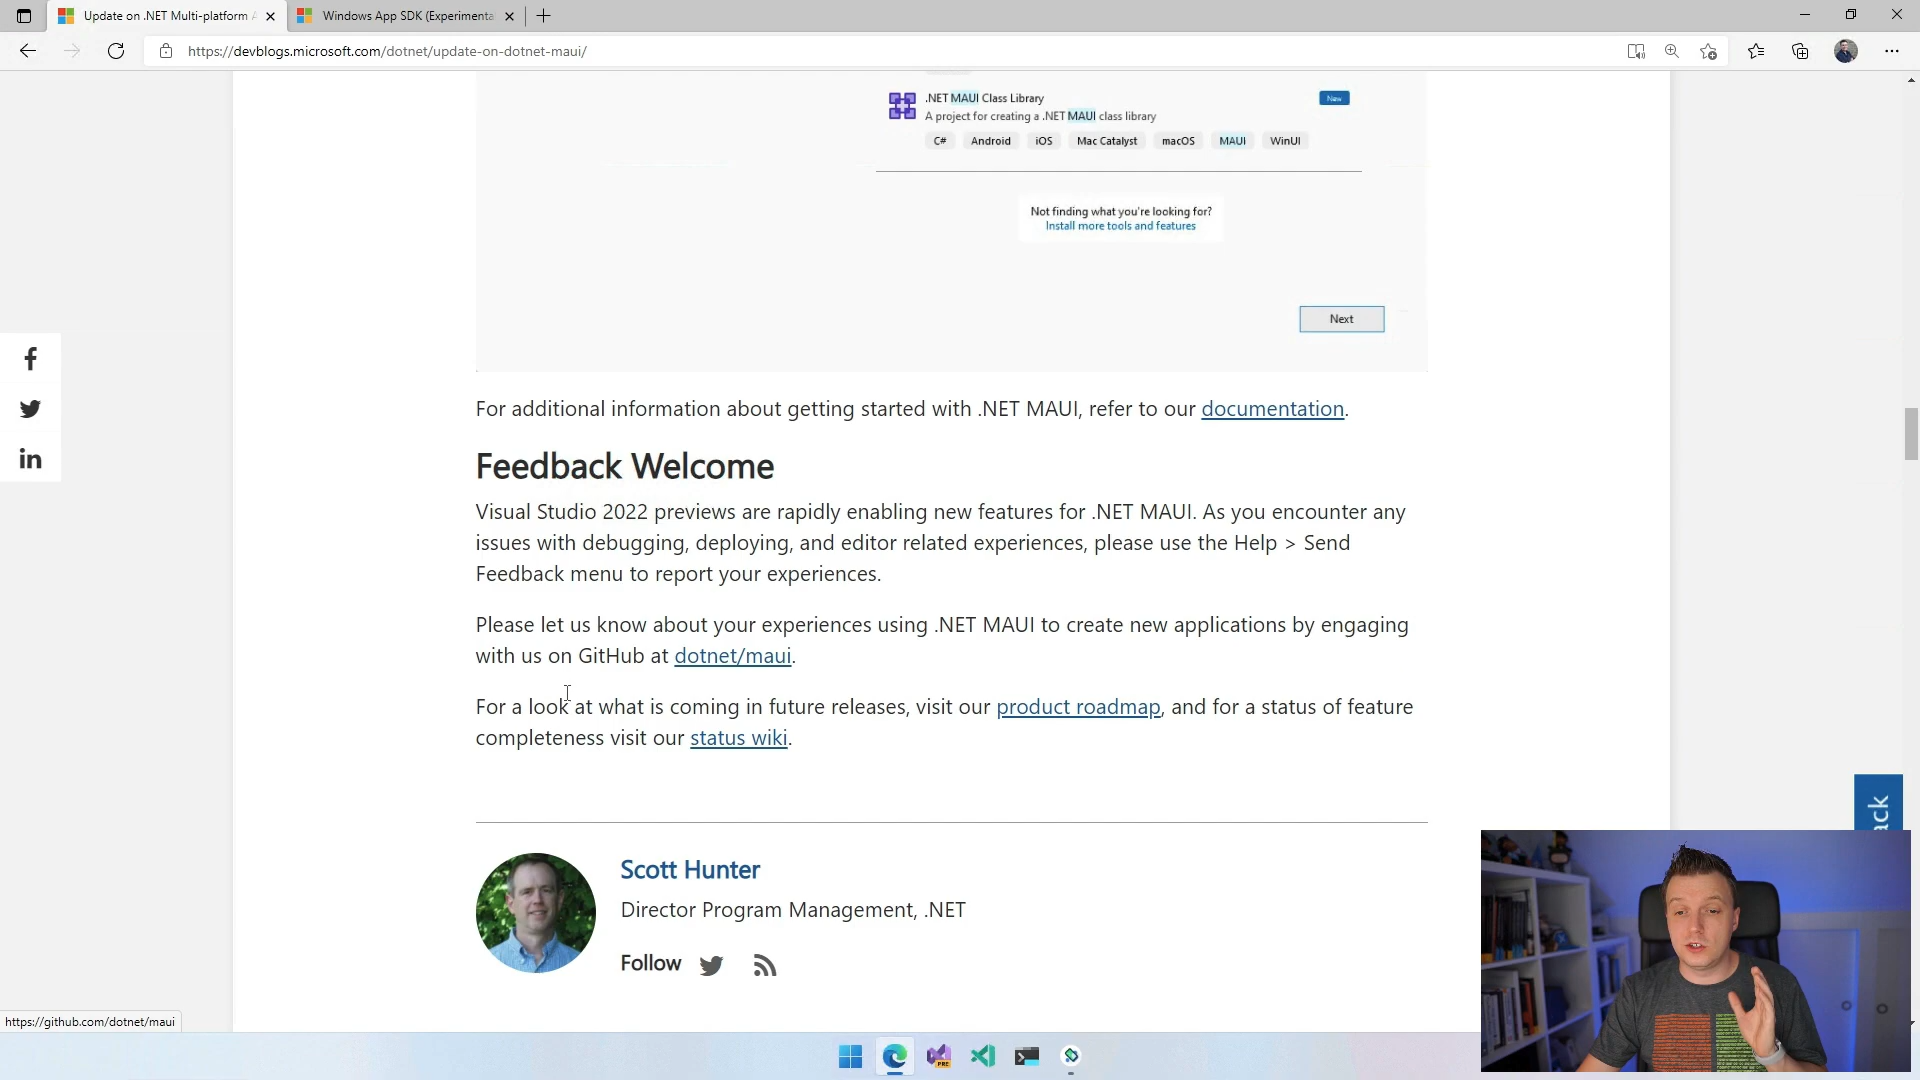 Update on .NET Multi-platform A
Windows App SDK (Experimenta
https://devblogs.microsoft.com/dotnet/update-on-dotnet-maui/
.NET MAUI Class Library
New
A project for creating a .NET MAUI class library
C# Android iOS Mac Catalyst macOS MAUI WinUI
Not finding what you're looking for?
Install more tools and features
Next
For additional information about getting started with .NET MAUI, refer to our documentation.
Feedback Welcome
Visual Studio 2022 previews are rapidly enabling new features for .NET MAUI. As you encounter any
issues with debugging, deploying, and editor related experiences, please use the Help > Send
Feedback menu to report your experiences.
Please let us know about your experiences using .NET MAUI to create new applications by engaging
with us on GitHub at dotnet/maui.
For a look at what is coming in future releases, visit our product roadmap, and for a status of feature
completeness visit our status wiki.
ack
Scott Hunter
Director Program Management, .NET
Follow
https://github.com/dotnet/maui
PRE